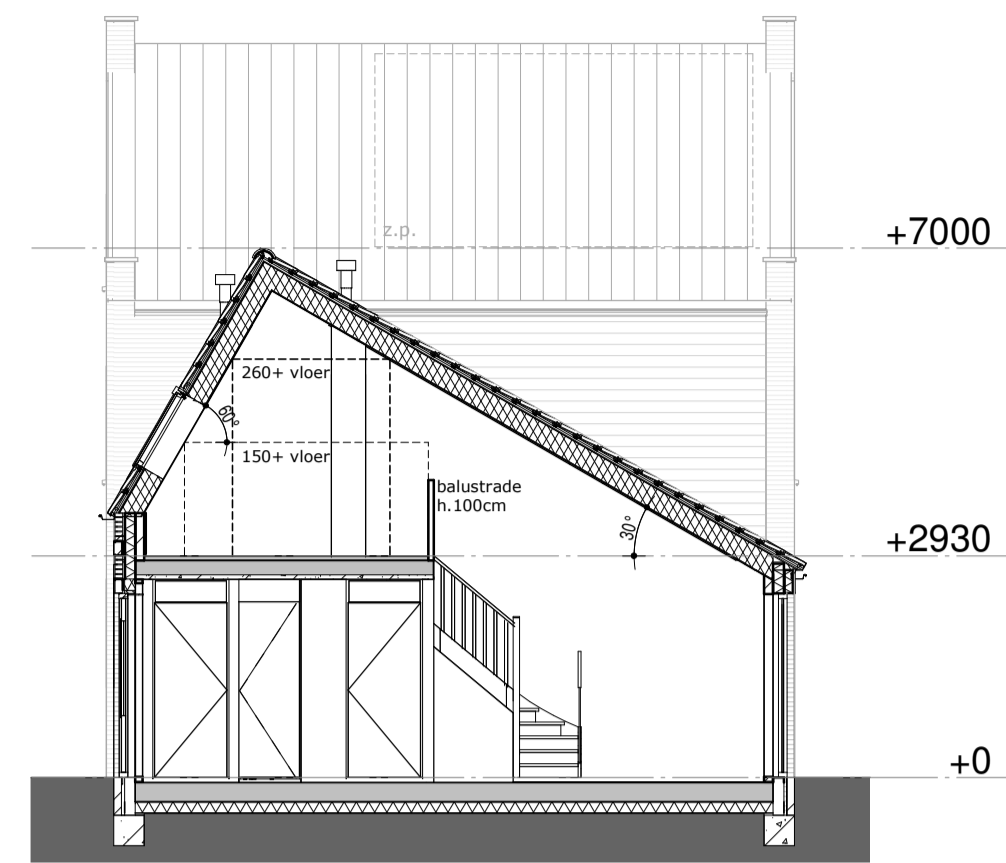 z.p.
+7000
260+ vloer
60°
150+ vloer
balustrade
h.100cm
30°
+2930
+0